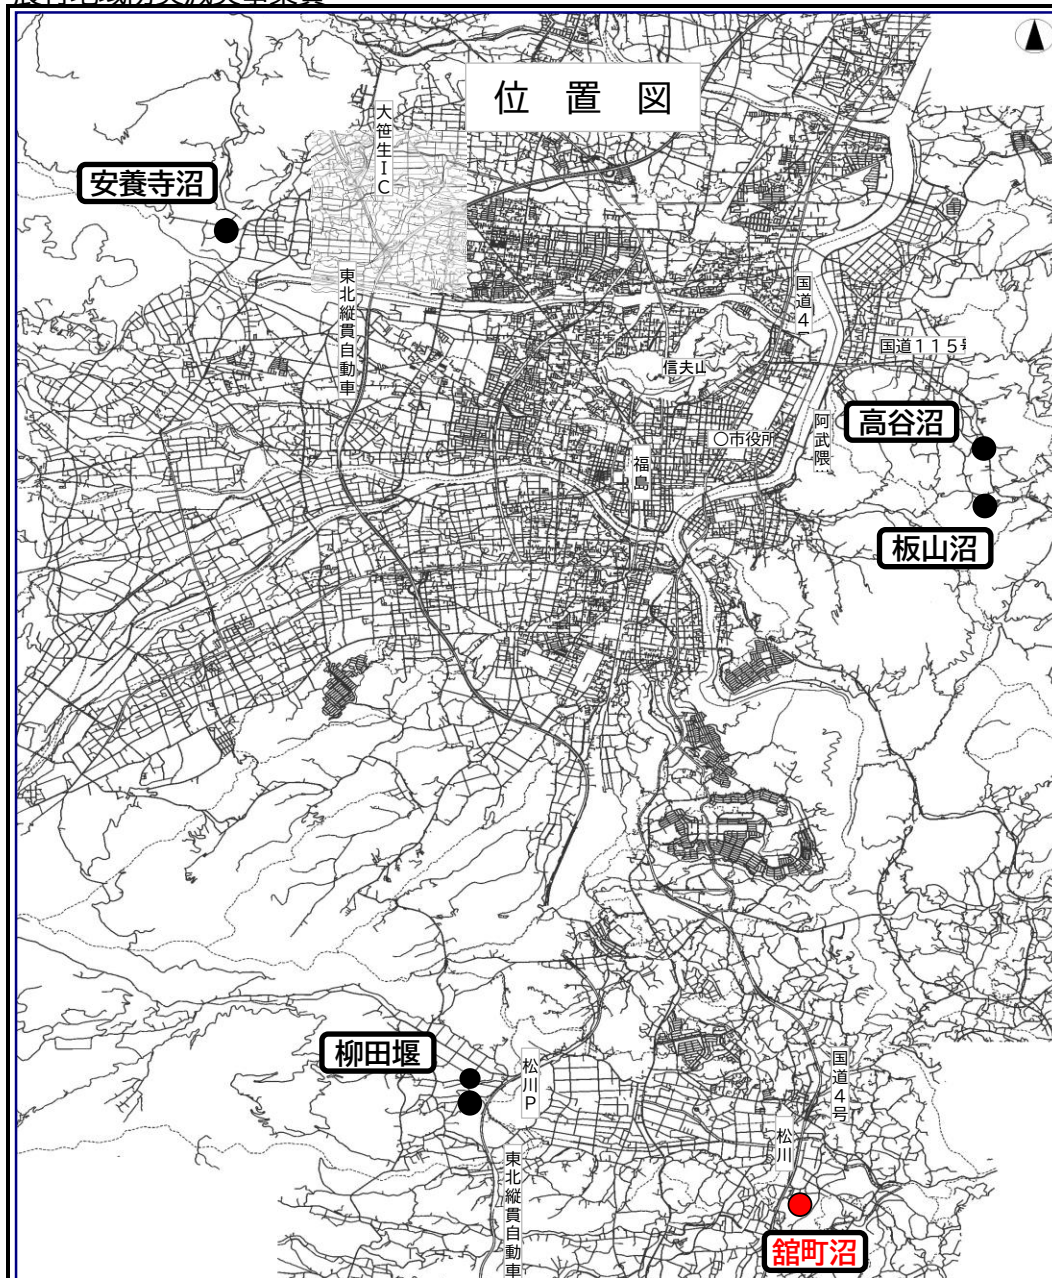 位置図
大笹生IC
安養寺沼
東北縦貫自動車
国道4
国道115号
信夫山
高谷沼
阿武隈
○市役所
福島
板山沼
柳田堰
松川P
国道4号
松川
東北縦貫自動車
舘町沼